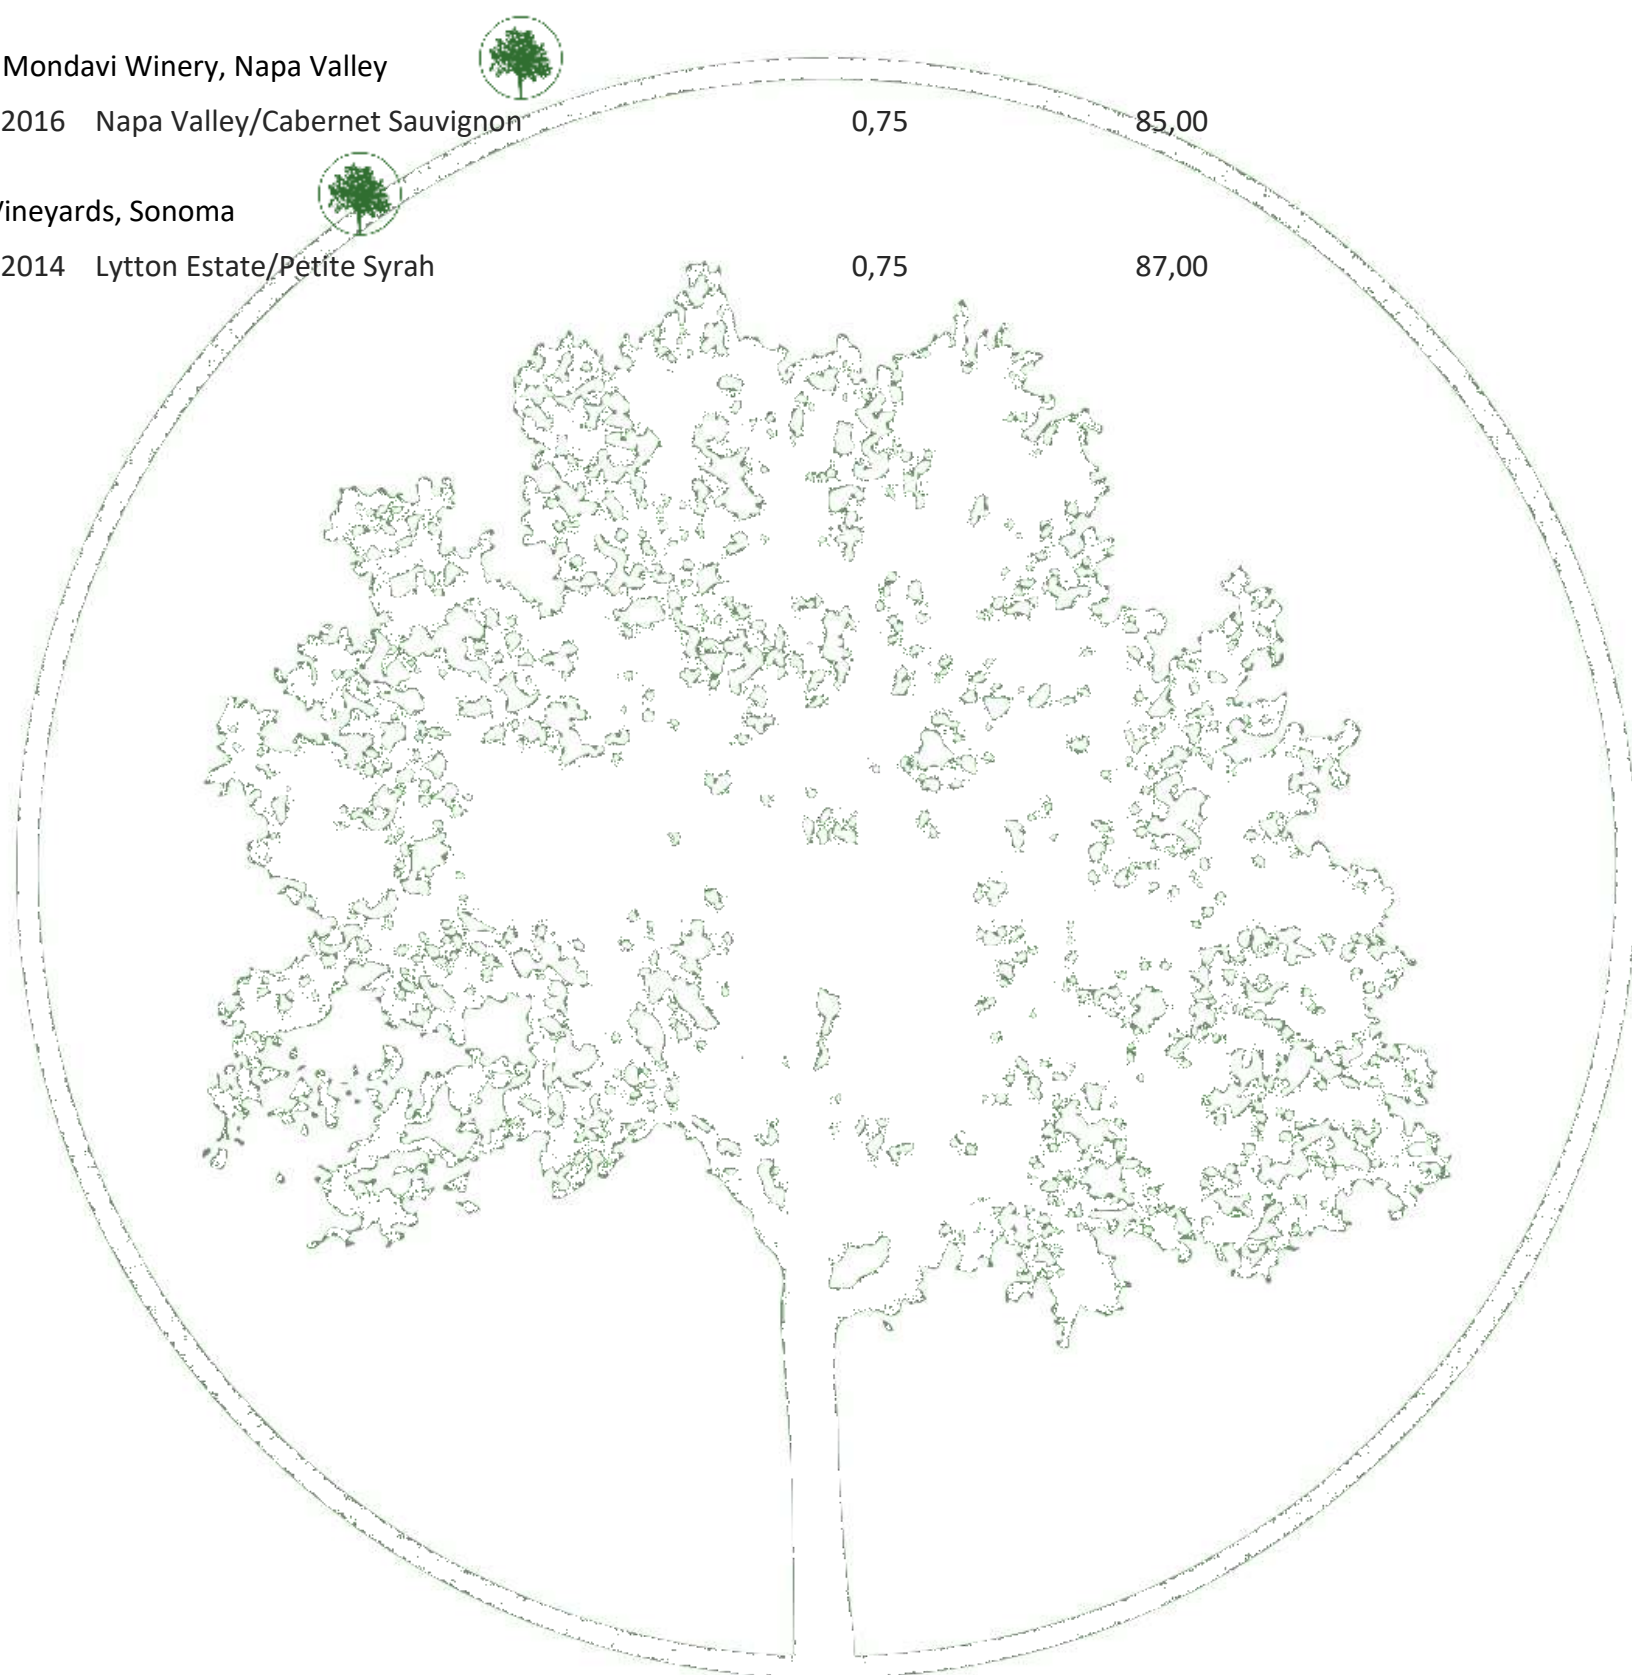 Mondavi Winery, Napa Valley
2016 Napa Valley/Cabernet Sauvignon 0,75 85,00
Vineyards, Sonoma
2014 Lytton Estate/Petite Syrah 0,75 87,00